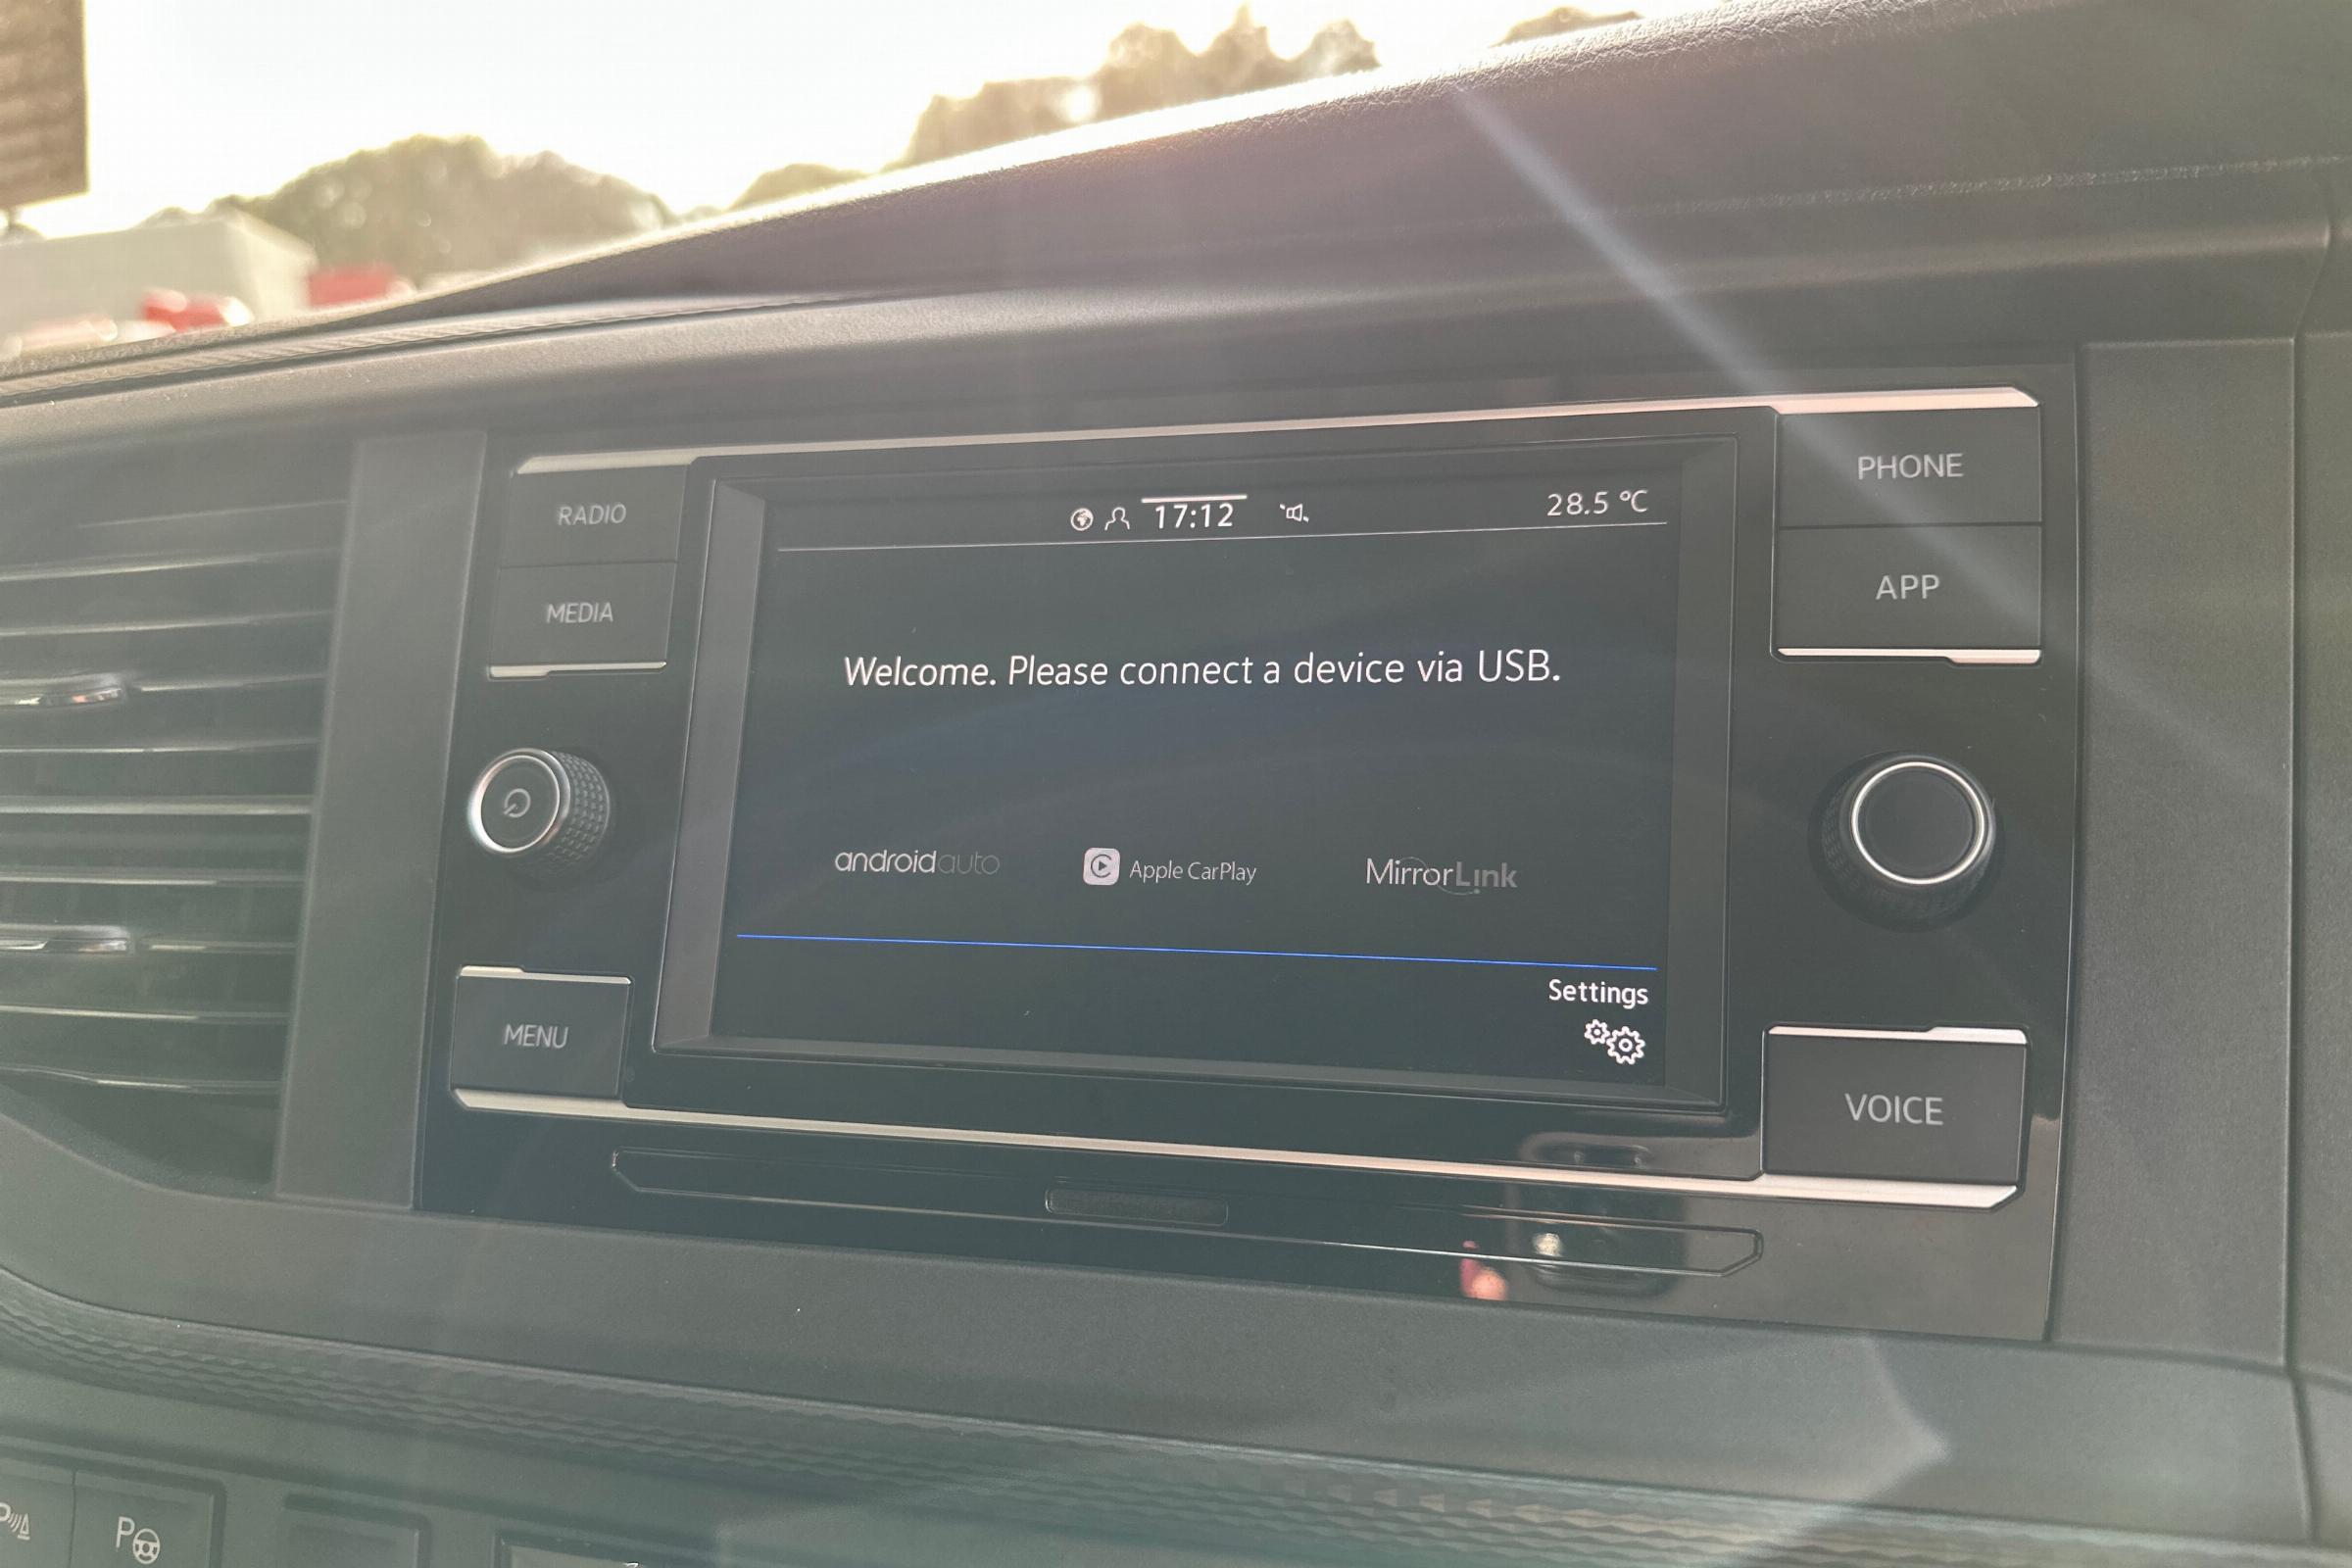 RADIO
MEDIA
17:12
28.5 °C
PHONE
APP
Welcome. Please connect a device via USB.
androidauto
Apple CarPlay
MirrorLink
Settings
MENU
VOICE
P
P